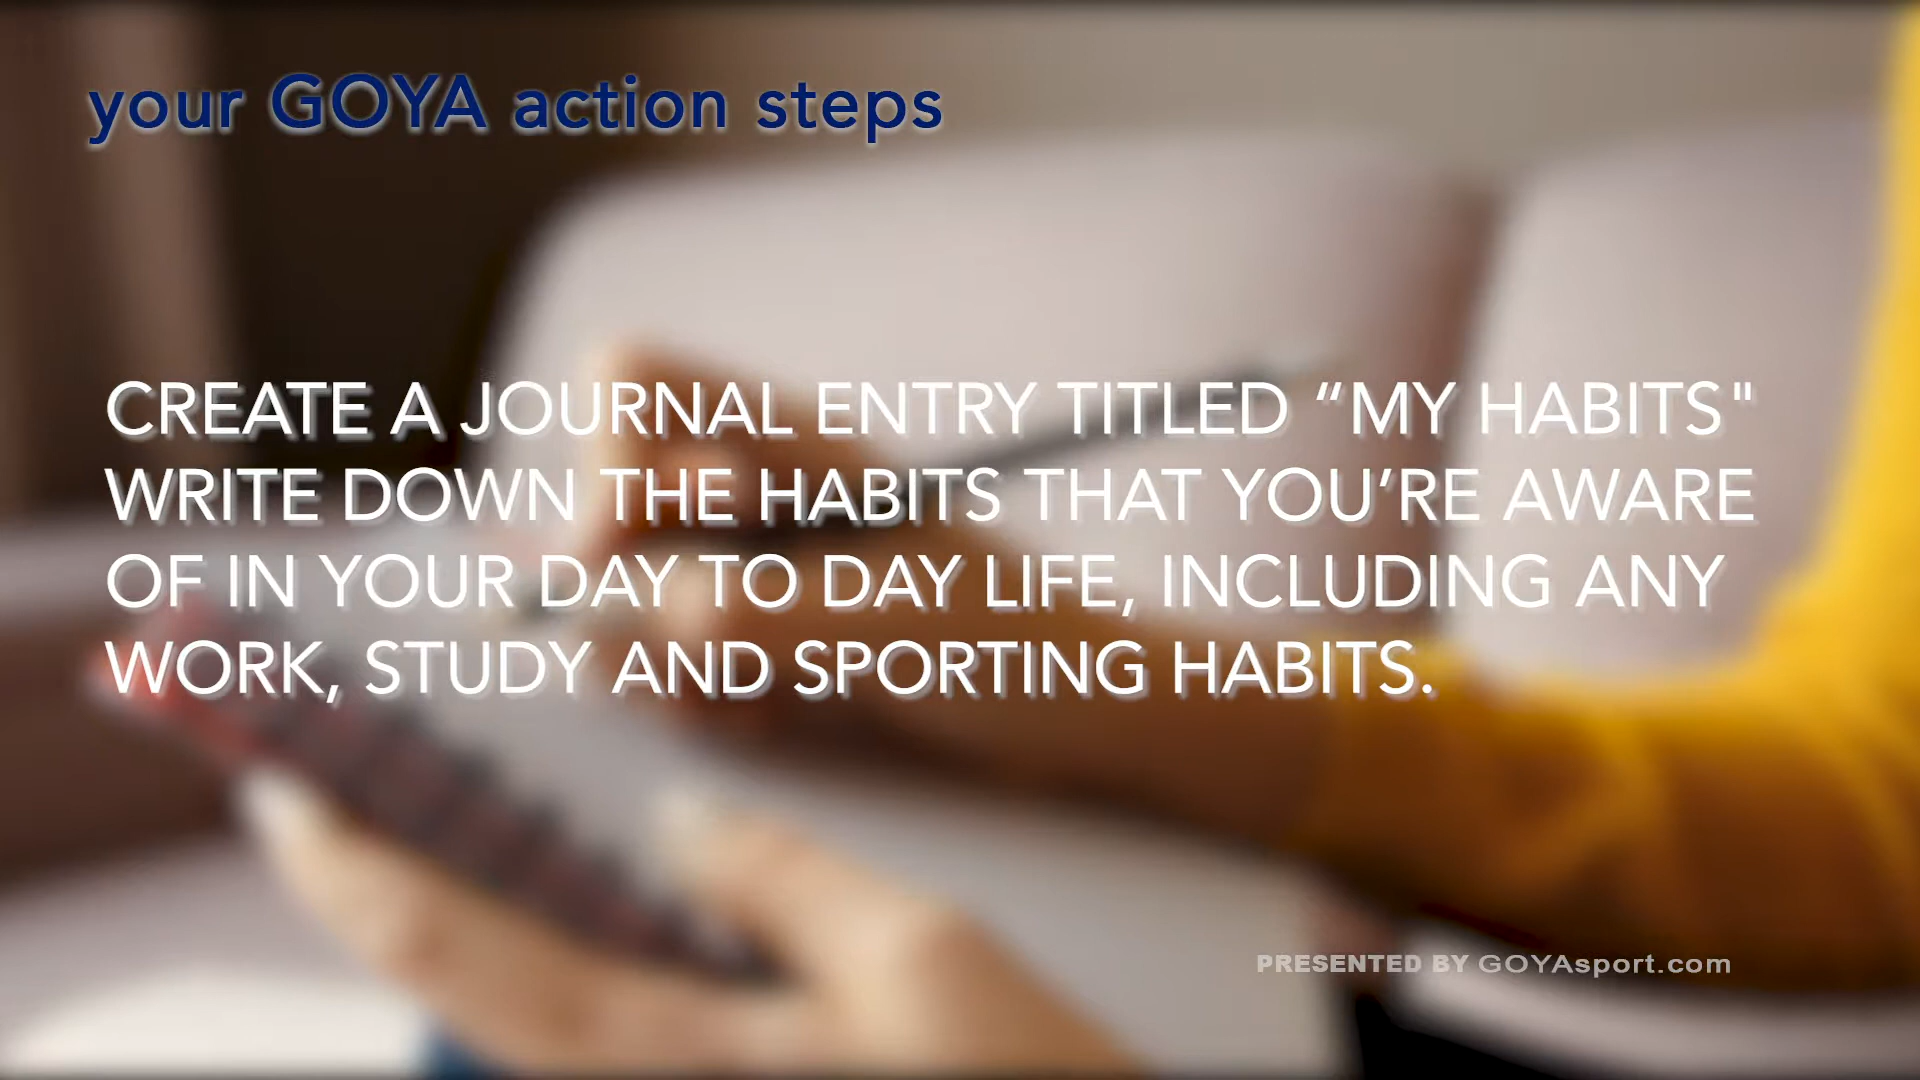 your GOYA action steps
CREATE A JOURNAL ENTRY TITLED “MY HABITS"
WRITE DOWN THE HABITS THAT YOU’RE AWARE
OF IN YOUR DAY TO DAY LIFE, INCLUDING ANY
WORK, STUDY AND SPORTING HABITS.
PRESENTED BY GOYAsport.com